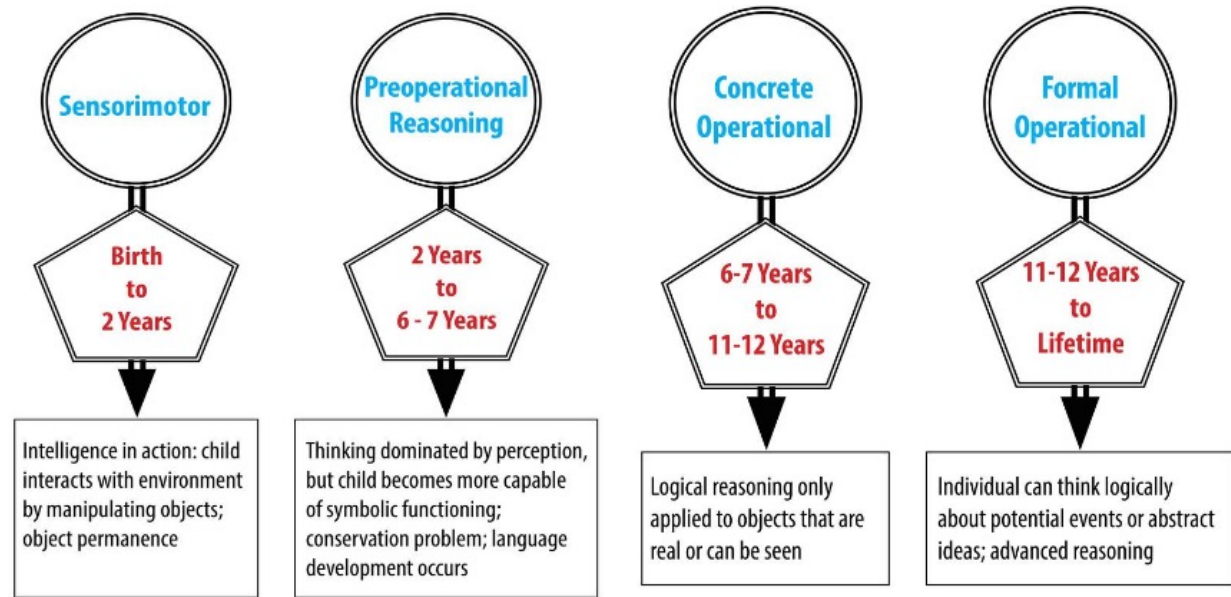 Sensorimotor
Birth
to
2 Years
Intelligence in action: child
interacts with environment
by manipulating objects;
object permanence
Preoperational
Reasoning
2 Years
to
6 - 7 Years
Thinking dominated by perception,
but child becomes more capable
of symbolic functioning;
conservation problem; language
development occurs
Concrete
Operational
6-7 Years
to
11-12 Years
Logical reasoning only
applied to objects that are
real or can be seen
Formal
Operational
11-12 Years
to
Lifetime
Individual can think logically
about potential events or abstract
ideas; advanced reasoning